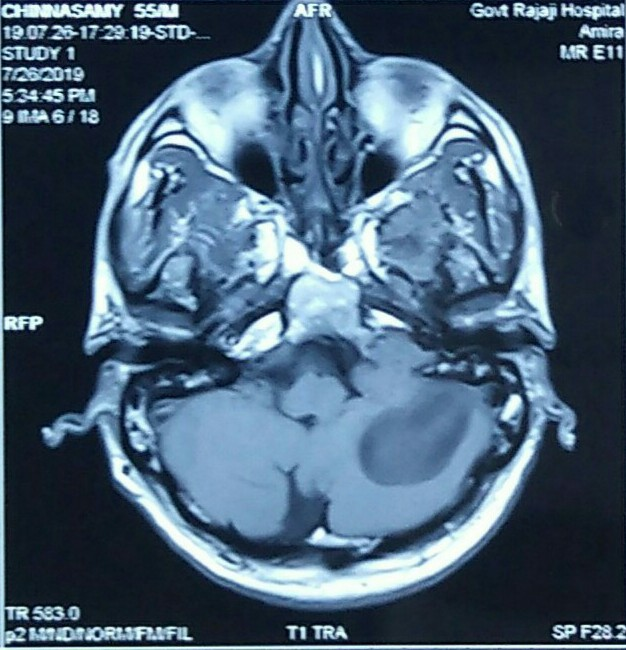 CHINNASAMY 55/M
19.07.26-17:29:19-STD-...
STUDY 1
7/26/2019
5:34:45 PM
9 IMA 6 / 18
AFR
Govt Rajaji Hospital
Amira
MR E11
RFP
TR 583.0
p2 M/ND/NORM/FM/FIL
T1 TRA
SP F28.2